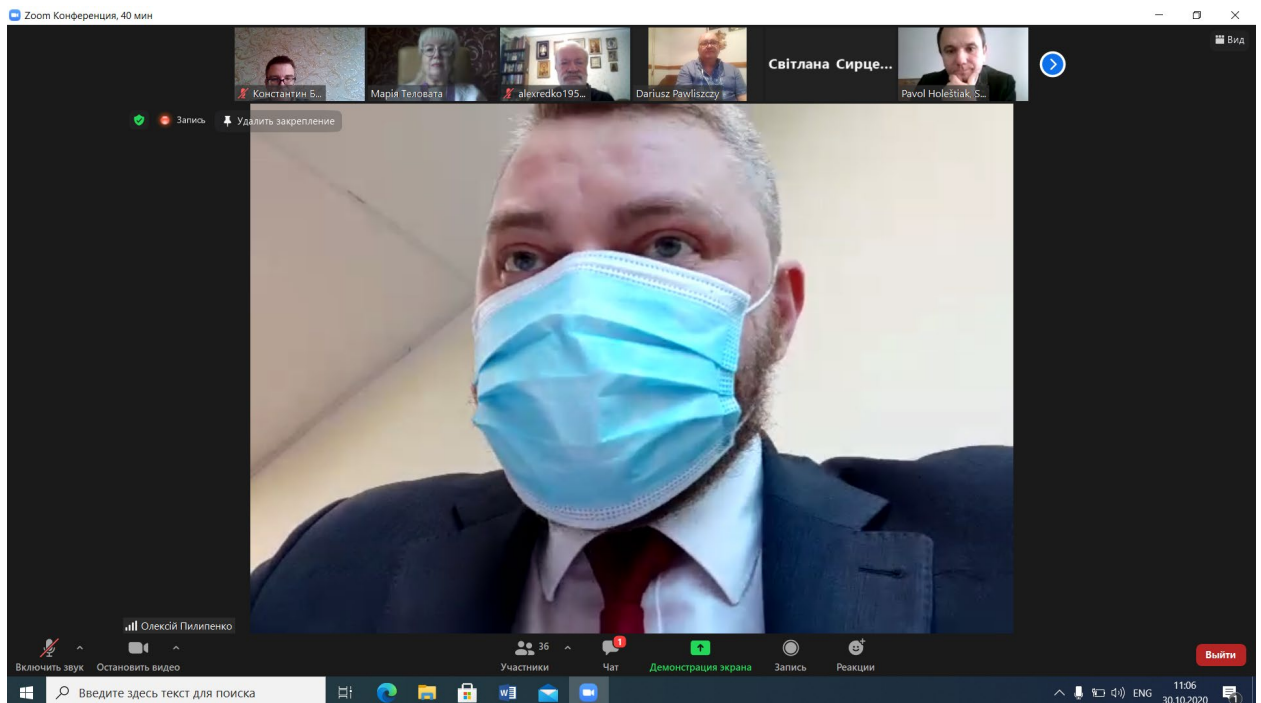 Zoom Конференция, 40 мин
Вид
Константин Б...
Марія Теловата
alexredko195...
Dariusz Pawliszczy
Світлана Сирце...
Pavol Holeštiak, S...
Запись
Удалить закрепление
Олексій Пилипенко
36
1
Включить звук
Остановить видео
Участники
Чат
Демонстрация экрана
Запись
Реакции
Выйти
Введите здесь текст для поиска
ENG
11:06
30.10.2020
1